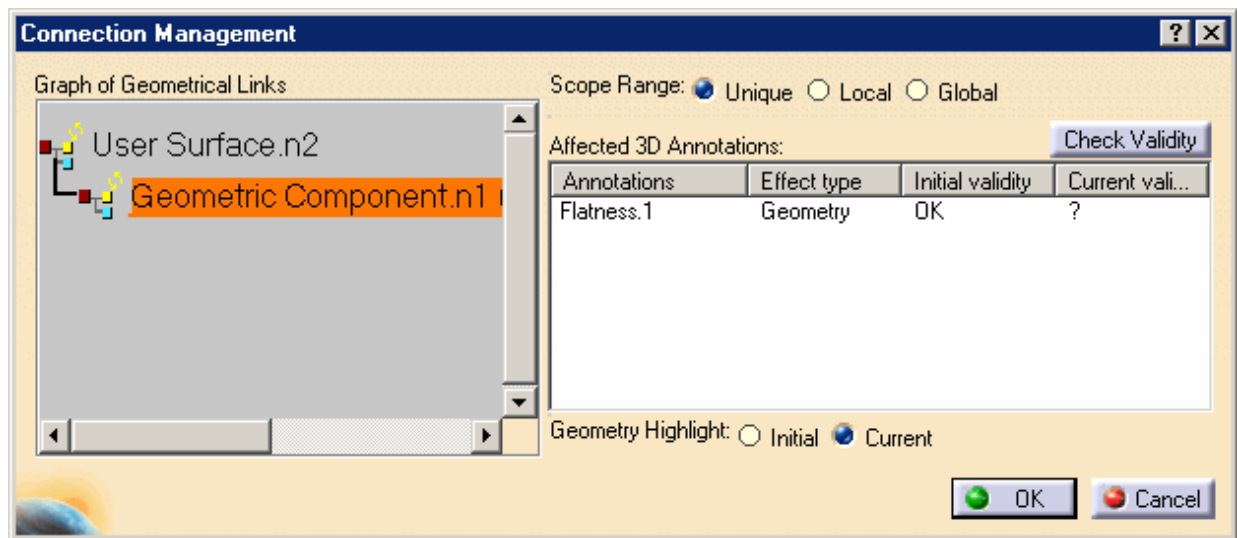 Connection Management
Graph of Geometrical Links
User Surface.n2
Geometric Component.n1
Scope Range: Unique Local Global
Affected 3D Annotations: Check Validity
Annotations Effect type Initial validity Current vali...
Flatness.1 Geometry OK ?
Geometry Highlight: Initial Current
OK Cancel